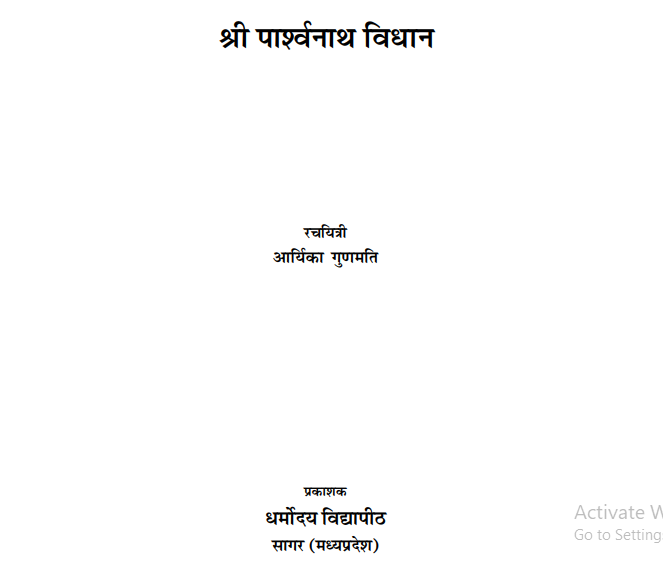 श्री पार्श्वनाथ विधान
रचयित्री
आर्यिका गुणमति
प्रकाशक
धर्मोदय विद्यापीठ
सागर (मध्यप्रदेश)
Activate W
Go to Setting